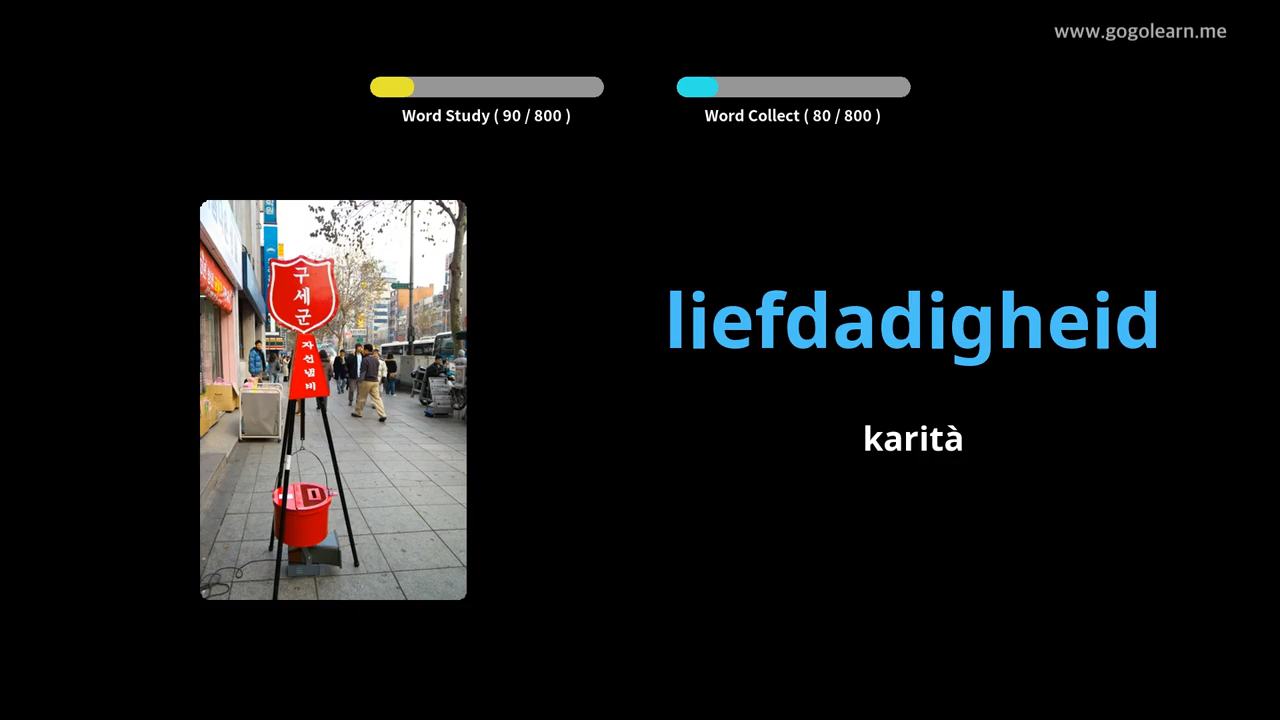 www.gogolearn.me
Word Study ( 90 / 800 )
Word Collect ( 80 / 800 )
구
세
군
자
선
냄
비
liefdadigheid
karità